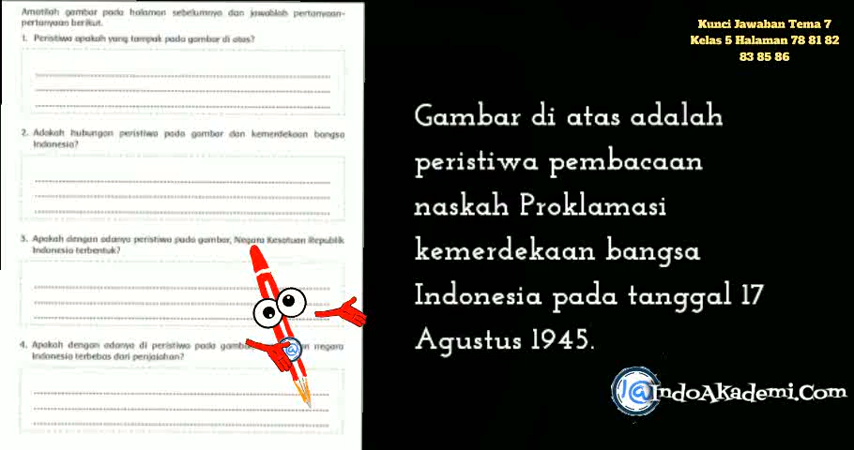 Amatilah gambar pada halaman sebelumnya dan jawablah pertanyaan-
pertanyaan berikut.
1. Peristiwa apakah yang tampak pada gambar di atas?
2. Adakah hubungan peristiwa pada gambar dan kemerdekaan bangsa
Indonesia?
3. Apakah dengan adanya peristiwa pada gambar, Negara Kesatuan Republik
Indonesia terbentuk?
4. Apakah dengan adanya di peristiwa pada negara
Indonesia terbebas dari penjajahan?
Kunci Jawaban Tema 7
Kelas 5 Halaman 78 81 82
83 85 86
Gambar di atas adalah
peristiwa pembacaan
naskah Proklamasi
kemerdekaan bangsa
Indonesia pada tanggal 17
Agustus 1945.
1@IndoAkademi.Com